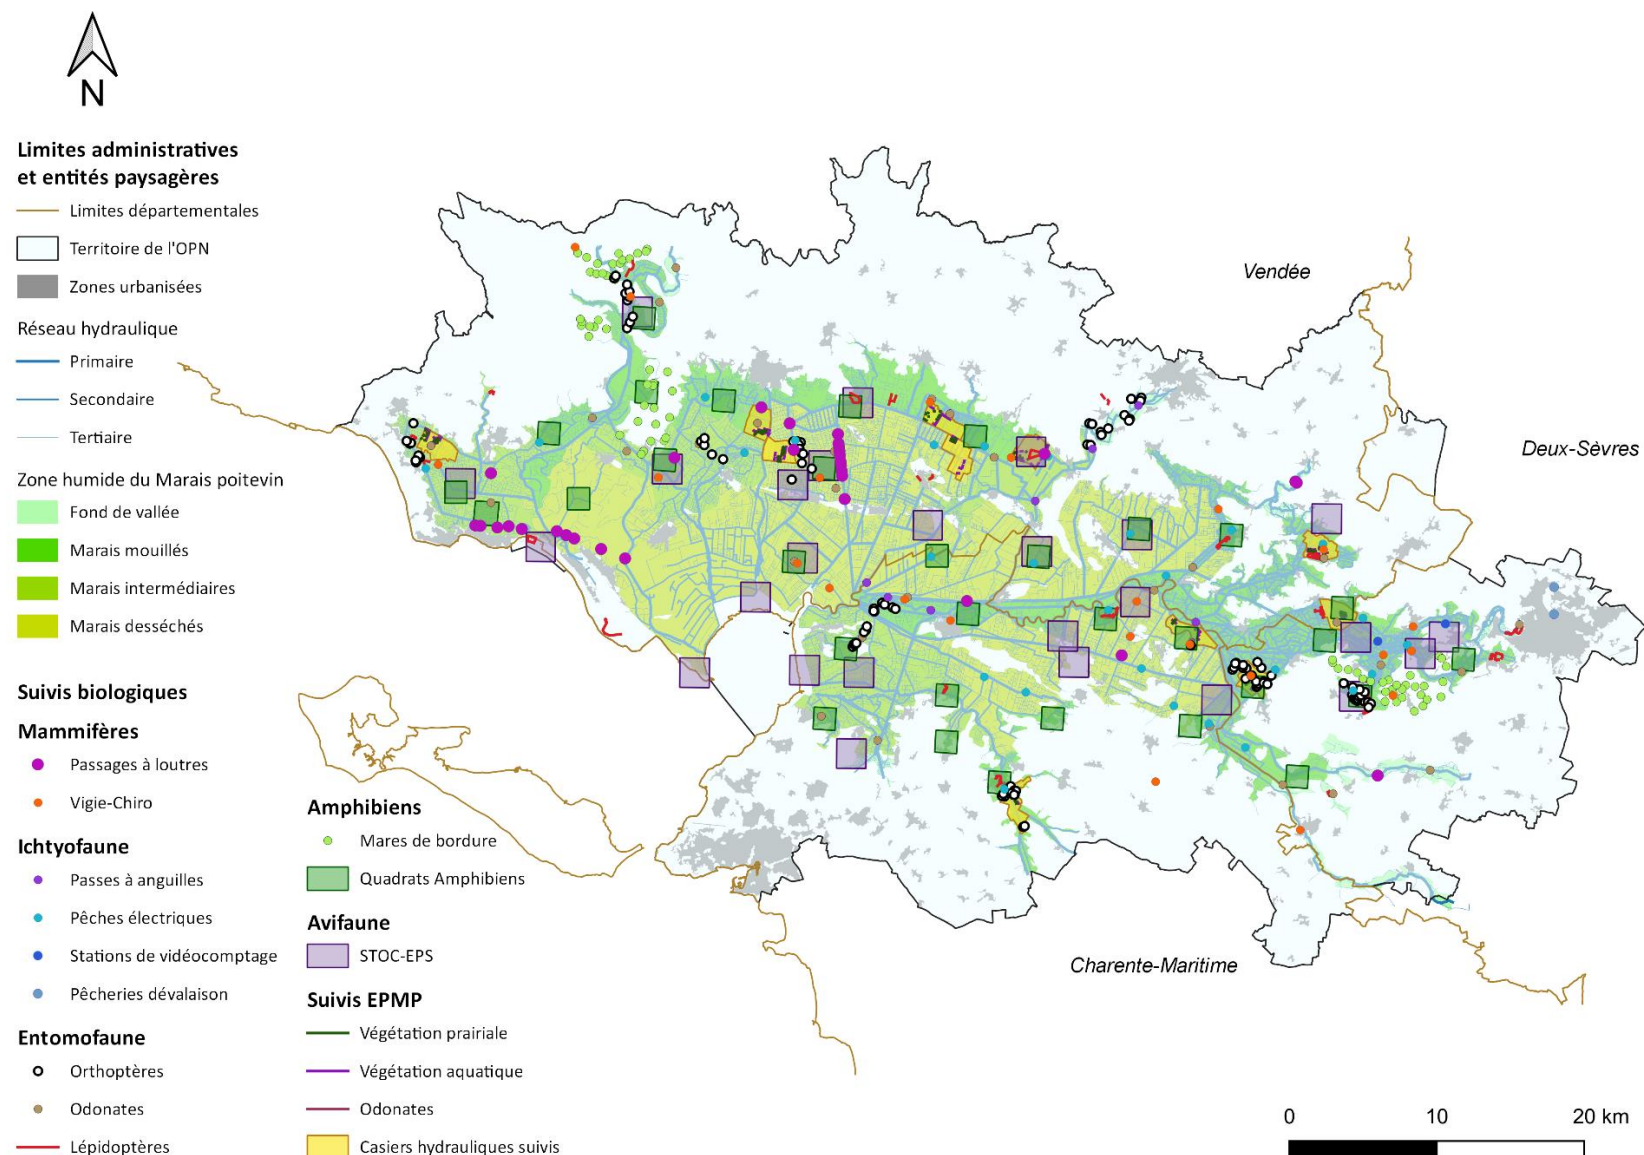 N
Limites administratives
et entités paysagères
Limites départementales
Territoire de l'OPN
Zones urbanisées
Réseau hydraulique
Primaire
Secondaire
Tertiaire
Zone humide du Marais poitevin
Fond de vallée
Marais mouillés
Marais intermédiaires
Marais desséchés
Suivis biologiques
Mammifères
Passages à loutres
Vigie-Chiro
Ichtyofaune
Passes à anguilles
Pêches électriques
Stations de vidéocomptage
Pêcheries dévalaison
Entomofaune
Orthoptères
Odonates
Lépidoptères
Amphibiens
Mares de bordure
Quadrats Amphibiens
Avifaune
STOC-EPS
Suivis EPMP
Végétation prairiale
Végétation aquatique
Odonates
Casiers hydrauliques suivis
Vendée
Deux-Sèvres
Charente-Maritime
0 10 20 km